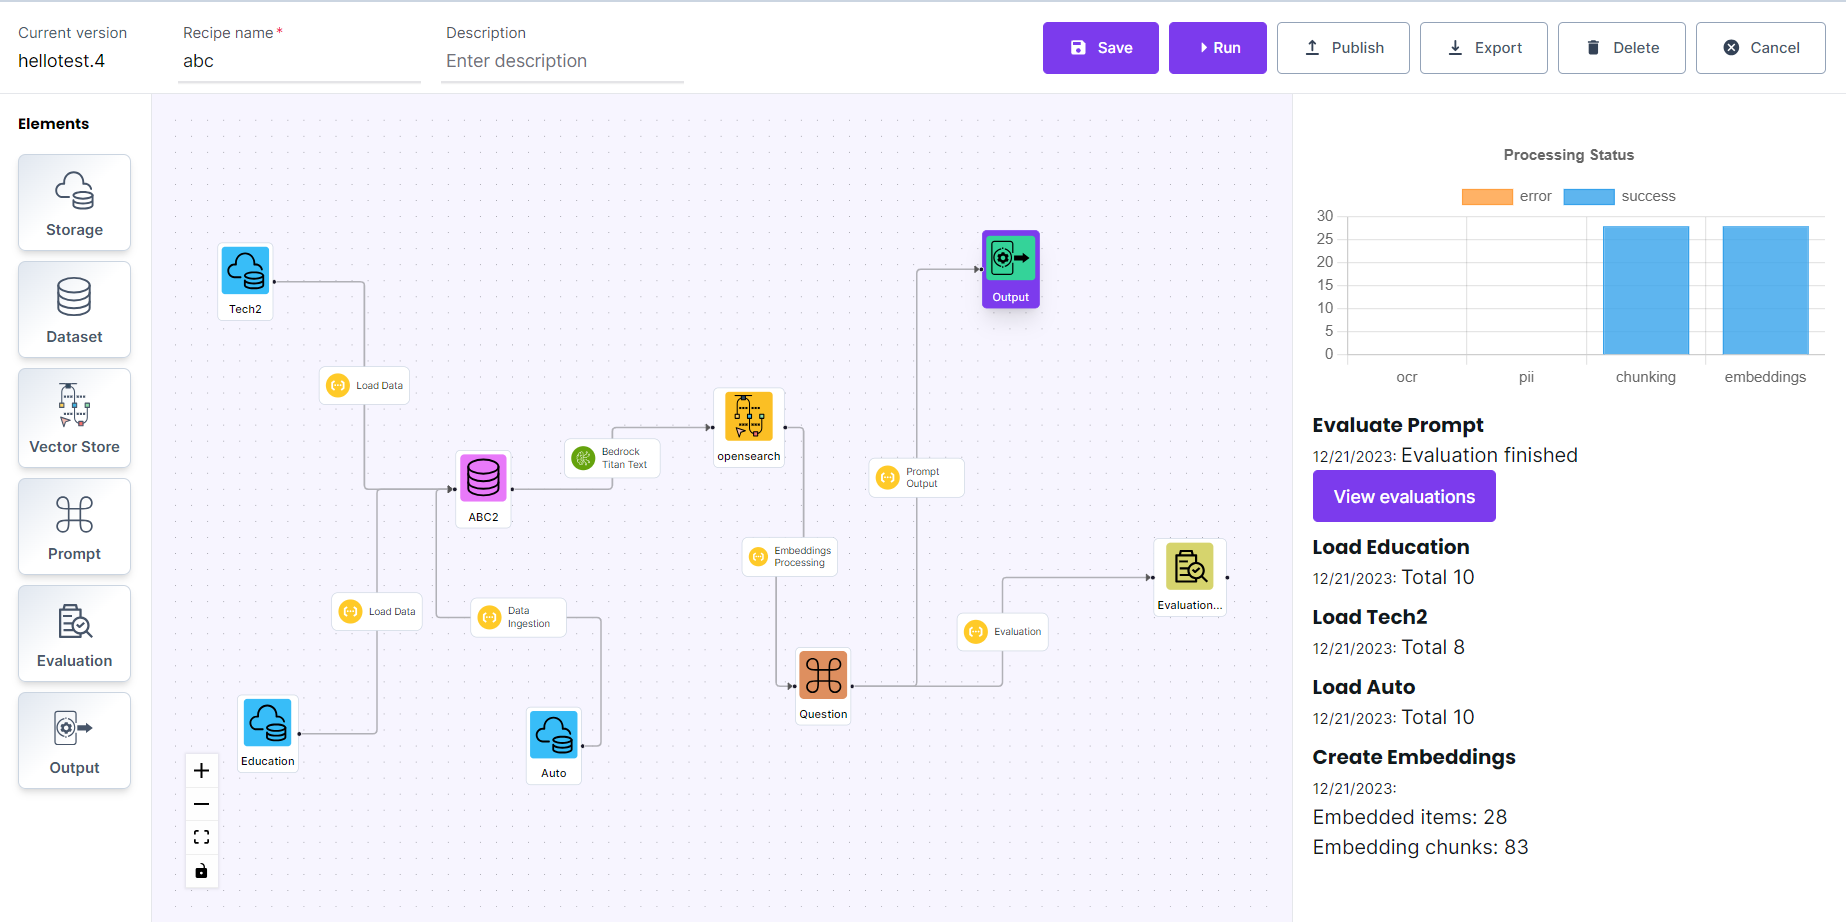 Current version
hellotest.4
Recipe name*
abc
Description
Enter description
Save
Run
Publish
Export
Delete
Cancel
Elements
Storage
Dataset
Vector Store
Prompt
Evaluation
Output
Tech2
Load Data
ABC2
Bedrock
Titan Text
opensearch
Prompt
Output
Output
Embeddings
Processing
Load Data
Data
Ingestion
Evaluation
Evaluation...
Question
Education
Auto
Processing Status
error
success
30
25
20
15
10
5
0
ocr
pii
chunking
embeddings
Evaluate Prompt
12/21/2023: Evaluation finished
View evaluations
Load Education
12/21/2023: Total 10
Load Tech2
12/21/2023: Total 8
Load Auto
12/21/2023: Total 10
Create Embeddings
12/21/2023:
Embedded items: 28
Embedding chunks: 83